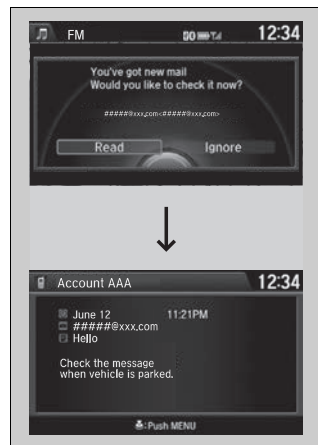 FM
12:34
You've got new mail
Would you like to check it now?
#####@xxx.com<#####@xxx.com>
Read Ignore
Account AAA
12:34
June 12 11:21PM
#####@xxx.com
Hello
Check the message
when vehicle is parked.
:Push MENU